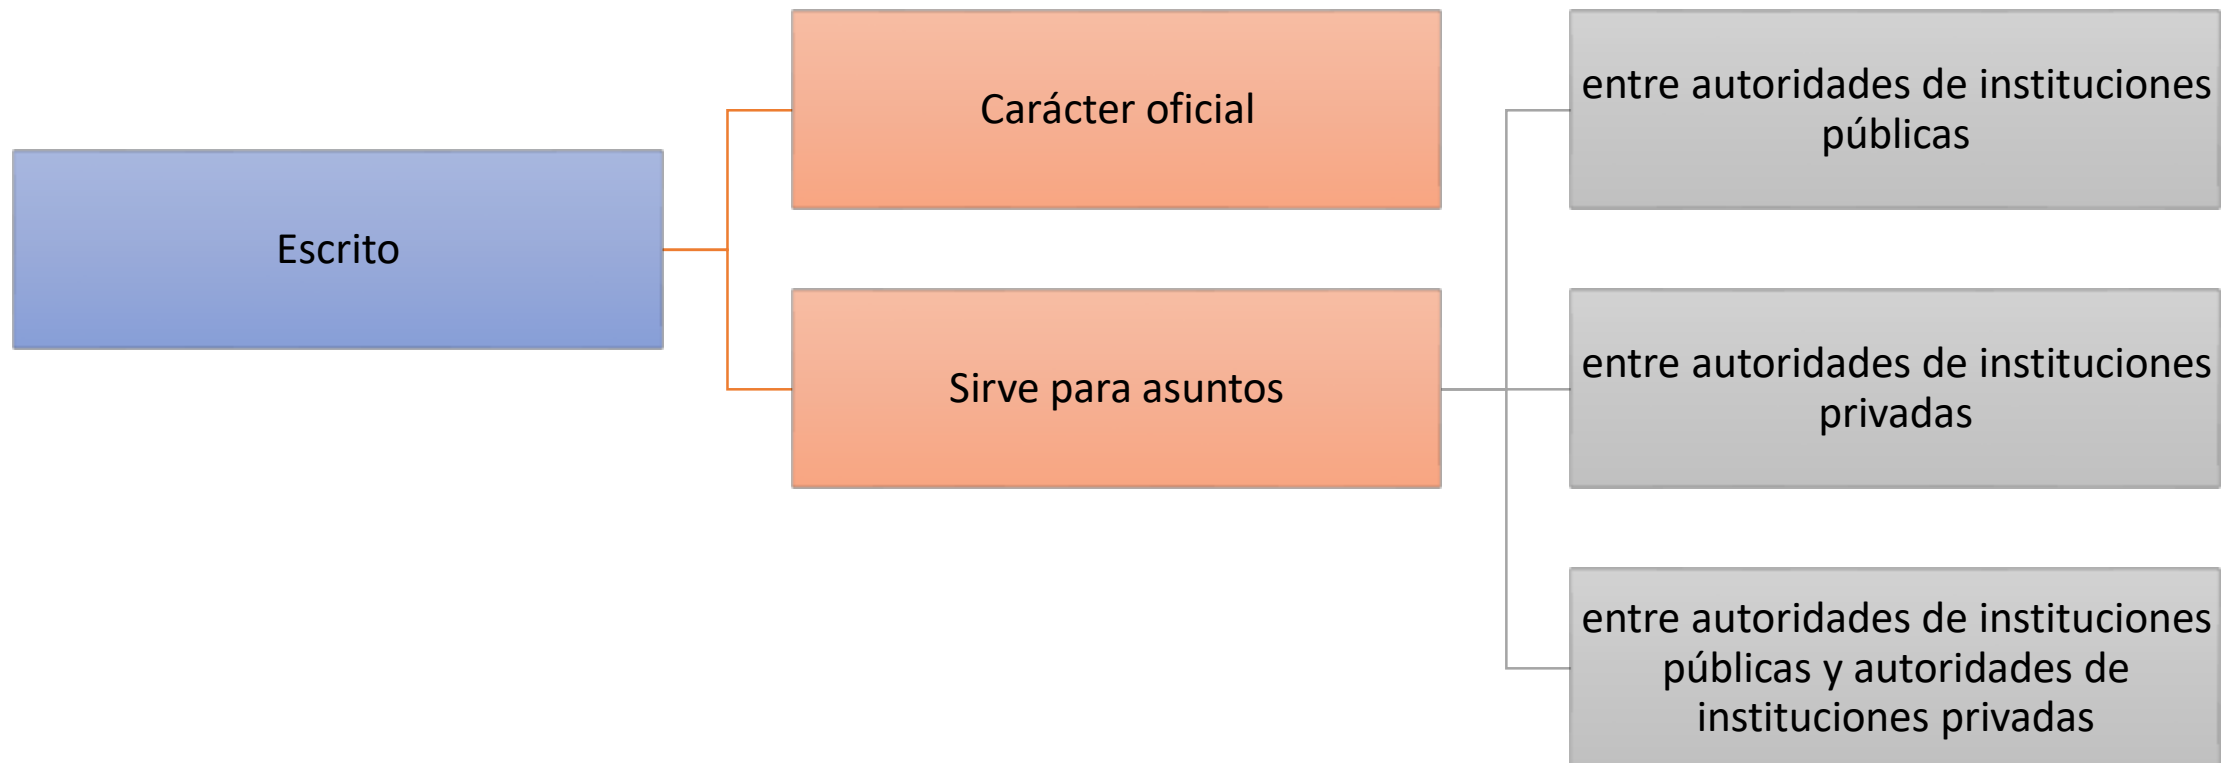 Escrito
Carácter oficial
Sirve para asuntos
entre autoridades de instituciones
públicas
entre autoridades de instituciones
privadas
entre autoridades de instituciones
públicas y autoridades de
instituciones privadas